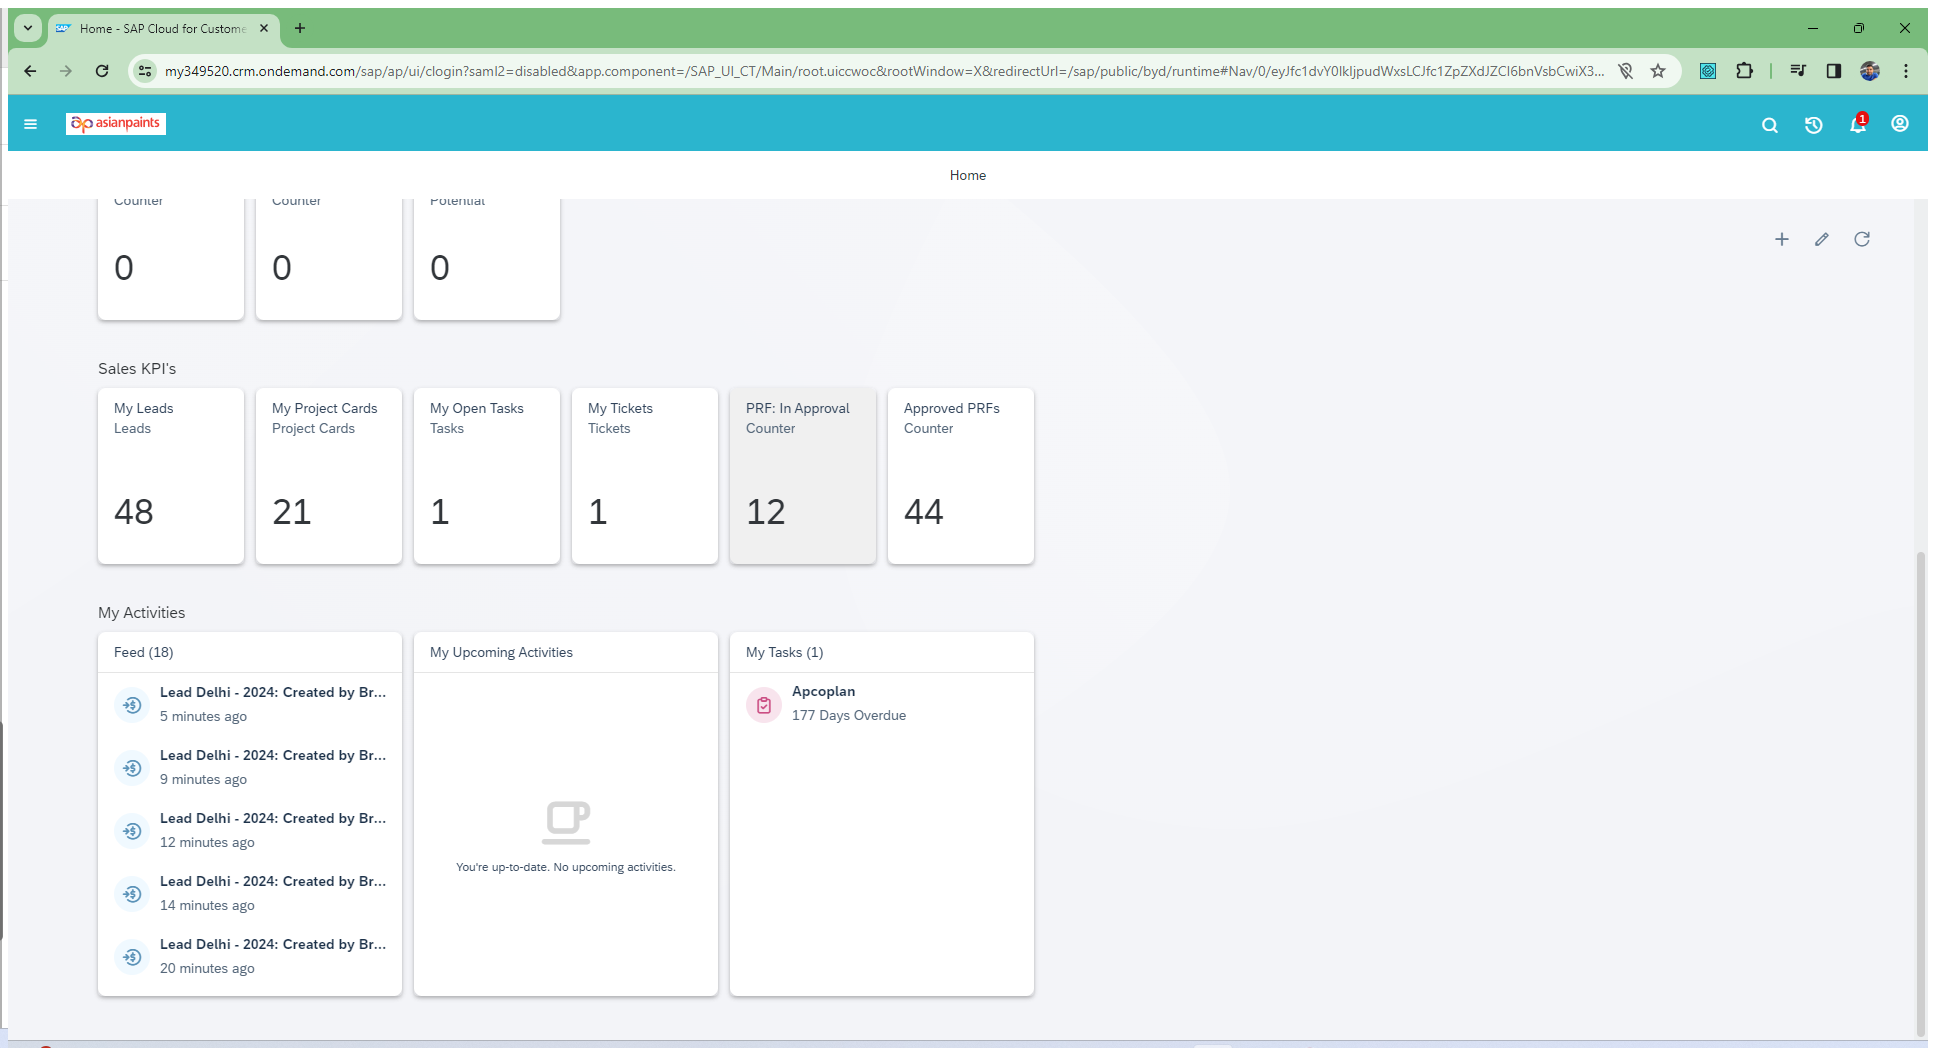 Home - SAP Cloud for Custome
my349520.crm.ondemand.com/sap/ap/ui/clogin?saml2=disabled&app.component=/SAP_UI_CT/Main/root.uiccwoc&rootWindow=X&redirectUrl=/sap/public/byd/runtime#Nav/0/eyJfc1dvY0lkIjpudWxsLCJfc1ZpZXdJZCI6bnVsbCwiX3...
asianpaints
1
Home
Counter
Counter
Potential
0
0
0
Sales KPI's
My Leads
Leads
48
My Project Cards
Project Cards
21
My Open Tasks
Tasks
1
My Tickets
Tickets
1
PRF: In Approval
Counter
12
Approved PRFs
Counter
44
My Activities
Feed (18)
Lead Delhi - 2024: Created by Br...
5 minutes ago
Lead Delhi - 2024: Created by Br...
9 minutes ago
Lead Delhi - 2024: Created by Br...
12 minutes ago
Lead Delhi - 2024: Created by Br...
14 minutes ago
Lead Delhi - 2024: Created by Br...
20 minutes ago
My Upcoming Activities
You're up-to-date. No upcoming activities.
My Tasks (1)
Apcoplan
177 Days Overdue